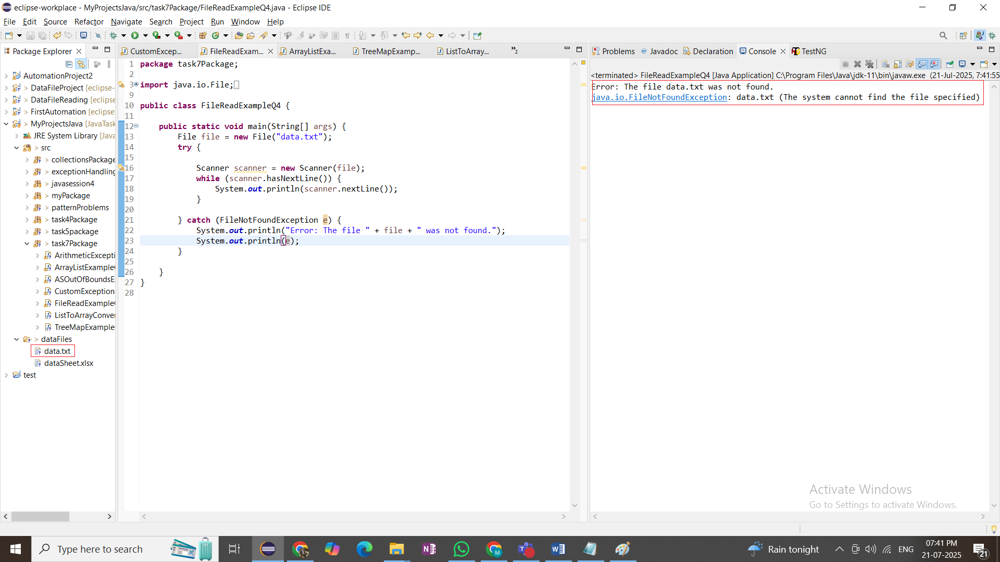 eclipse-workplace - MyProjectsJava/src/task7Package/FileReadExampleQ4.java - Eclipse IDE
File Edit Source Refactor Navigate Search Project Run Window Help
Package Explorer
AutomationProject2
> DataFileProject [eclipse-
> DataFileReading [eclipse
> FirstAutomation [eclipse
> MyProjectsJava [JavaTask
JRE System Library [Java
> src
> collectionsPackage
> exceptionHandling
> javasession4
> myPackage
> patternProblems
> task4Package
> task5package
> task7Package
ArithmeticExcepti
ArrayListExample
ASOutOfBoundsE
CustomException
FileReadExample
ListToArrayConver
TreeMapExample
> dataFiles
data.txt
dataSheet.xlsx
test
CustomExcep... FileReadExam... ArrayListExa... TreeMapExamp... ListToArray... »2
1 package task7Package;
2
3 import java.io.File;
9
10 public class FileReadExampleQ4 {
11
12 public static void main(String[] args) {
13 File file = new File("data.txt");
14 try {
15
16 Scanner scanner = new Scanner(file);
17 while (scanner.hasNextLine()) {
18 System.out.println(scanner.nextLine());
19 }
20
21 } catch (FileNotFoundException e) {
22 System.out.println("Error: The file " + file + " was not found.");
23 System.out.println(e);
24 }
25
26 }
27 }
28
Problems @ Javadoc Declaration Console TestNG
<terminated> FileReadExampleQ4 [Java Application] C:\Program Files\Java\jdk-11\bin\javaw.exe (21-Jul-2025, 7:41:55
Error: The file data.txt was not found.
java.io.FileNotFoundException: data.txt (The system cannot find the file specified)
Activate Windows
Go to Settings to activate Windows.
Type here to search
Rain tonight
ENG
07:41 PM
21-07-2025
21